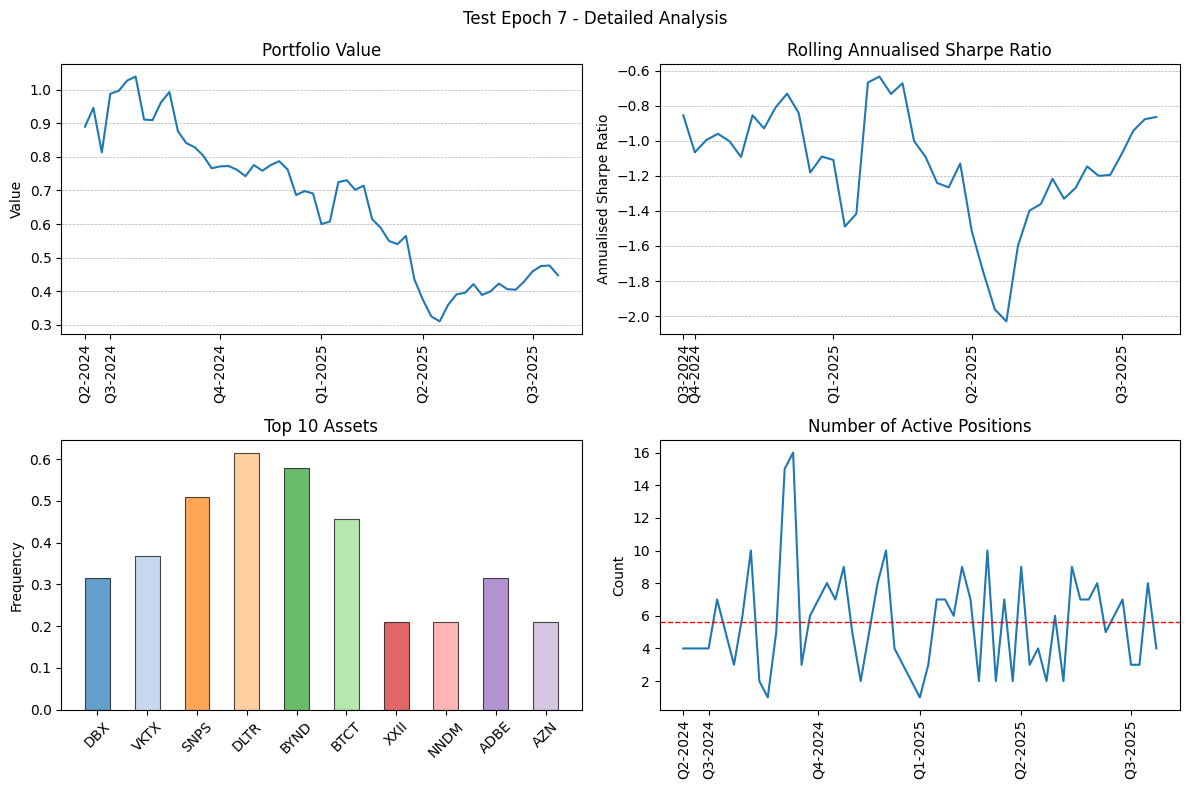 Test Epoch 7 - Detailed Analysis
Portfolio Value
Value
1.0
0.9
0.8
0.7
0.6
0.5
0.4
0.3
Q2-2024
Q3-2024
Q4-2024
Q1-2025
Q2-2025
Q3-2025
Rolling Annualised Sharpe Ratio
Annualised Sharpe Ratio
−0.6
−0.8
−1.0
−1.2
−1.4
−1.6
−1.8
−2.0
Q3-2024
Q4-2024
Q1-2025
Q2-2025
Q3-2025
Top 10 Assets
Frequency
0.6
0.5
0.4
0.3
0.2
0.1
0.0
DBX
VKTX
SNPS
DLTR
BYND
BTCT
XXII
NNDM
ADBE
AZN
Number of Active Positions
Count
16
14
12
10
8
6
4
2
Q2-2024
Q3-2024
Q4-2024
Q1-2025
Q2-2025
Q3-2025